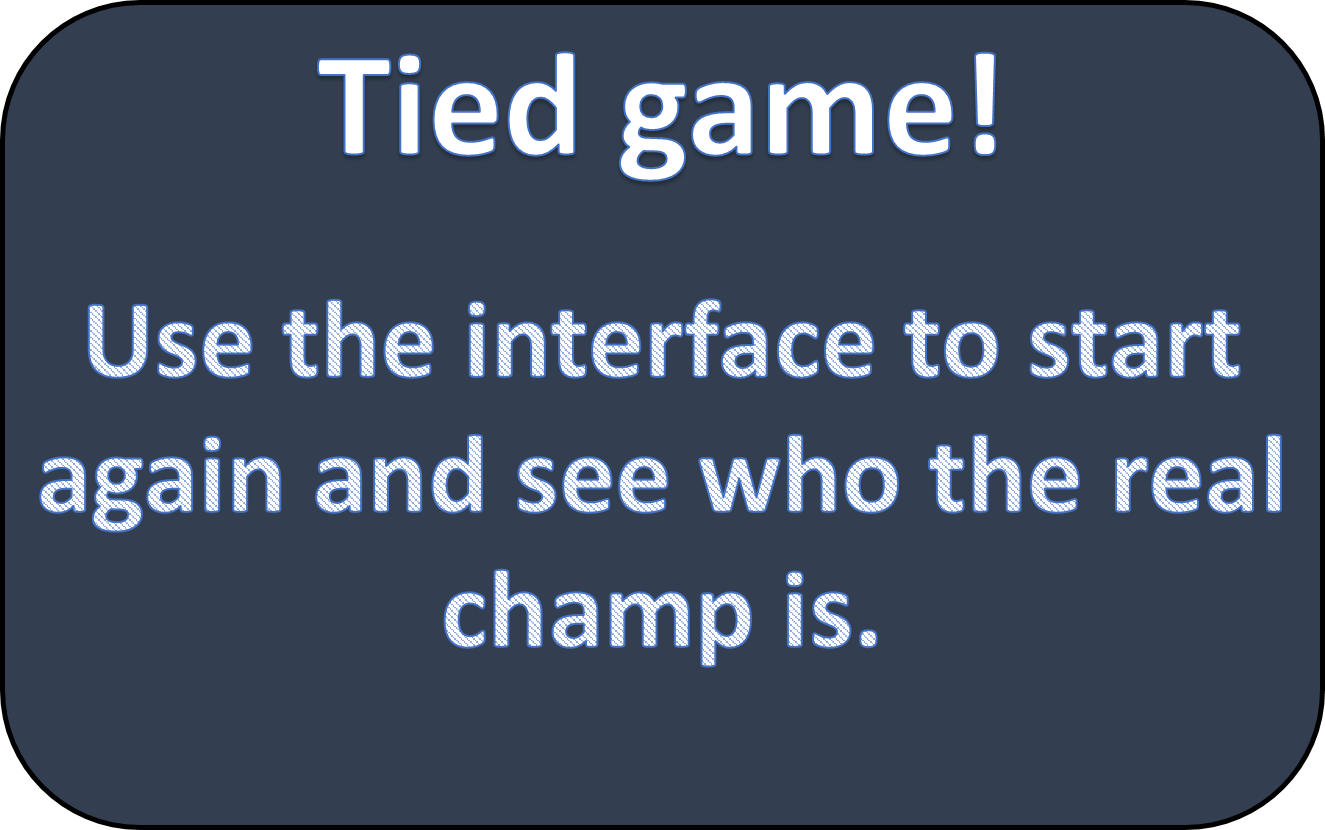 Tied game!
Use the interface to start
again and see who the real
champ is.